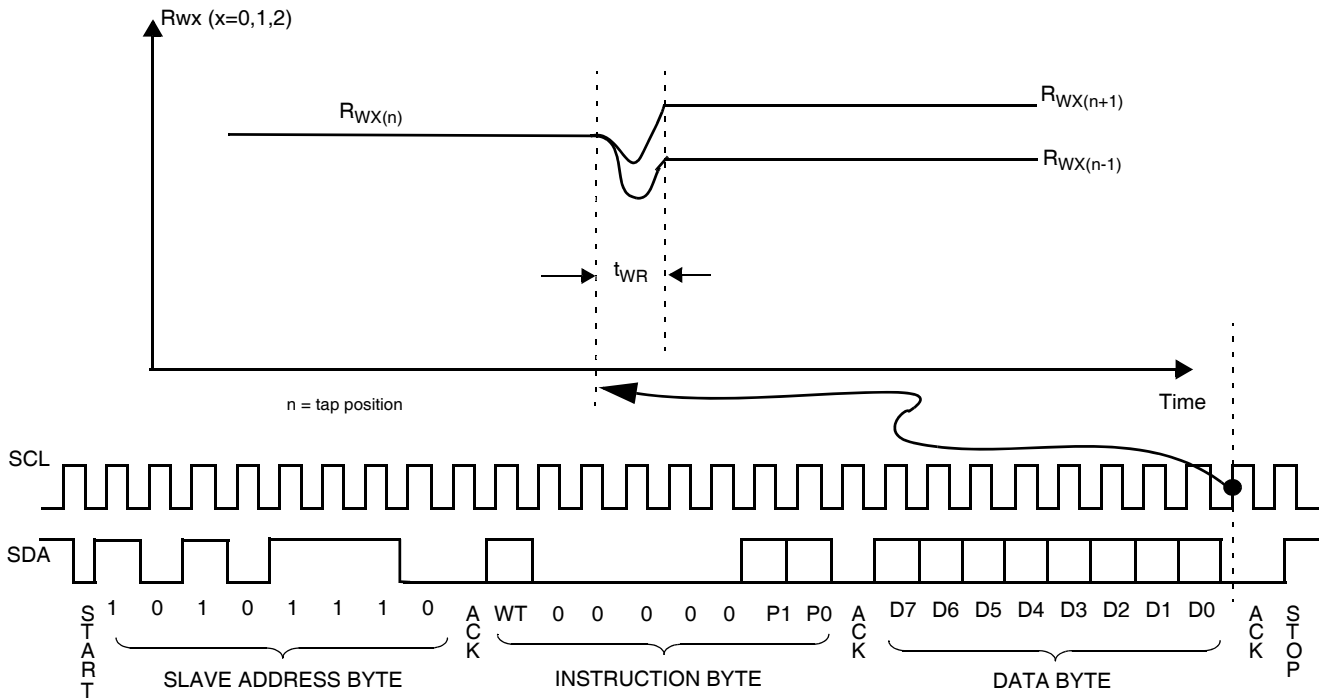 Rwx (x=0,1,2)
RWX(n)
RWX(n+1)
RWX(n-1)
tWR
Time
n = tap position
SCL
SDA
START 1 0 1 0 1 1 1 0 ACK WT 0 0 0 0 0 P1 P0 ACK D7 D6 D5 D4 D3 D2 D1 D0 ACK STOP
SLAVE ADDRESS BYTE INSTRUCTION BYTE DATA BYTE